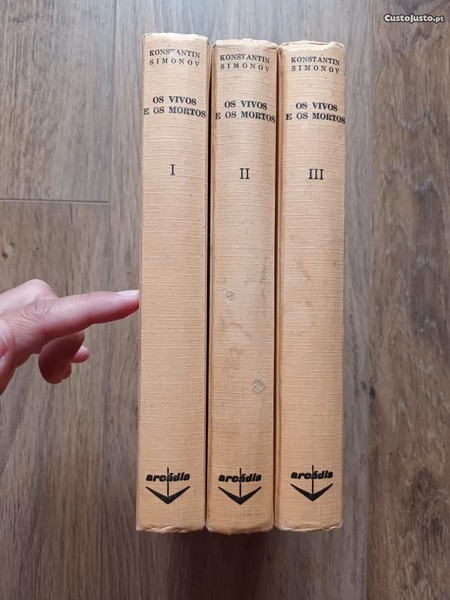 CustoJusto.pt
KONSTANTIN
SIMONOV
OS VIVOS
E OS MORTOS
I
arcádia
KONSTANTIN
SIMONOV
OS VIVOS
E OS MORTOS
II
arcádia
KONSTANTIN
SIMONOV
OS VIVOS
E OS MORTOS
III
arcádia